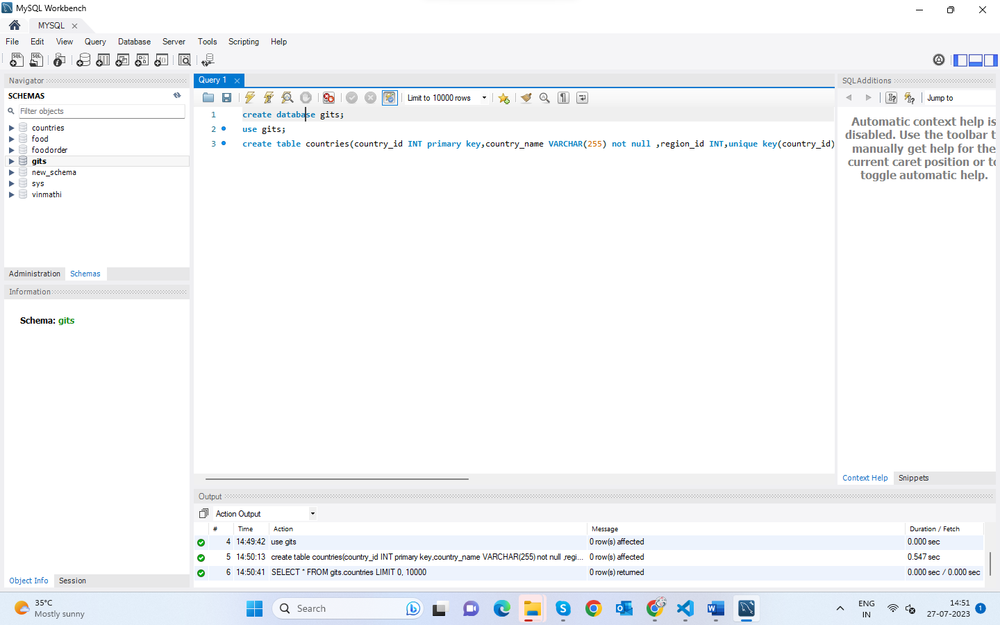 MySQL Workbench
MYSQL
File Edit View Query Database Server Tools Scripting Help
Navigator
SCHEMAS
Filter objects
countries
food
foodorder
gits
new_schema
sys
vinmathi
Administration Schemas
Information
Schema: gits
Object Info Session
Query 1
Limit to 10000 rows
1 create database gits;
2 use gits;
3 create table countries(country_id INT primary key,country_name VARCHAR(255) not null ,region_id INT,unique key(country_id)
SQLAdditions
Jump to
Automatic context help is
disabled. Use the toolbar t
manually get help for the
current caret position or to
toggle automatic help.
Context Help Snippets
Output
Action Output
# Time Action Message Duration / Fetch
4 14:49:42 use gits 0 row(s) affected 0.000 sec
5 14:50:13 create table countries(country_id INT primary key,country_name VARCHAR(255) not null ,regi... 0 row(s) affected 0.547 sec
6 14:50:41 SELECT * FROM gits.countries LIMIT 0, 10000 0 row(s) returned 0.000 sec / 0.000 sec
35°C
Mostly sunny
Search
ENG
IN
14:51
27-07-2023
1